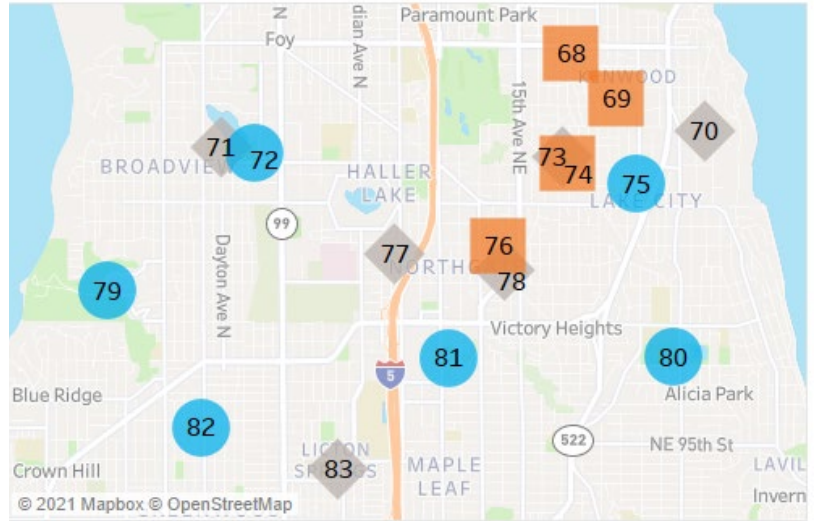 Paramount Park
N
Foy
dian Ave N
68
KENWOOD
69
15th Ave NE
70
71
72
BROADVIEW
HALLER
LAKE
73
74
75
LAKE CITY
99
76
77
NORTHG
78
Dayton Ave N
79
Victory Heights
81
80
5
Blue Ridge
Alicia Park
82
522
NE 95th St
LICTON
SPRINGS
83
Crown Hill
MAPLE
LEAF
LAVIL
Invern
© 2021 Mapbox © OpenStreetMap